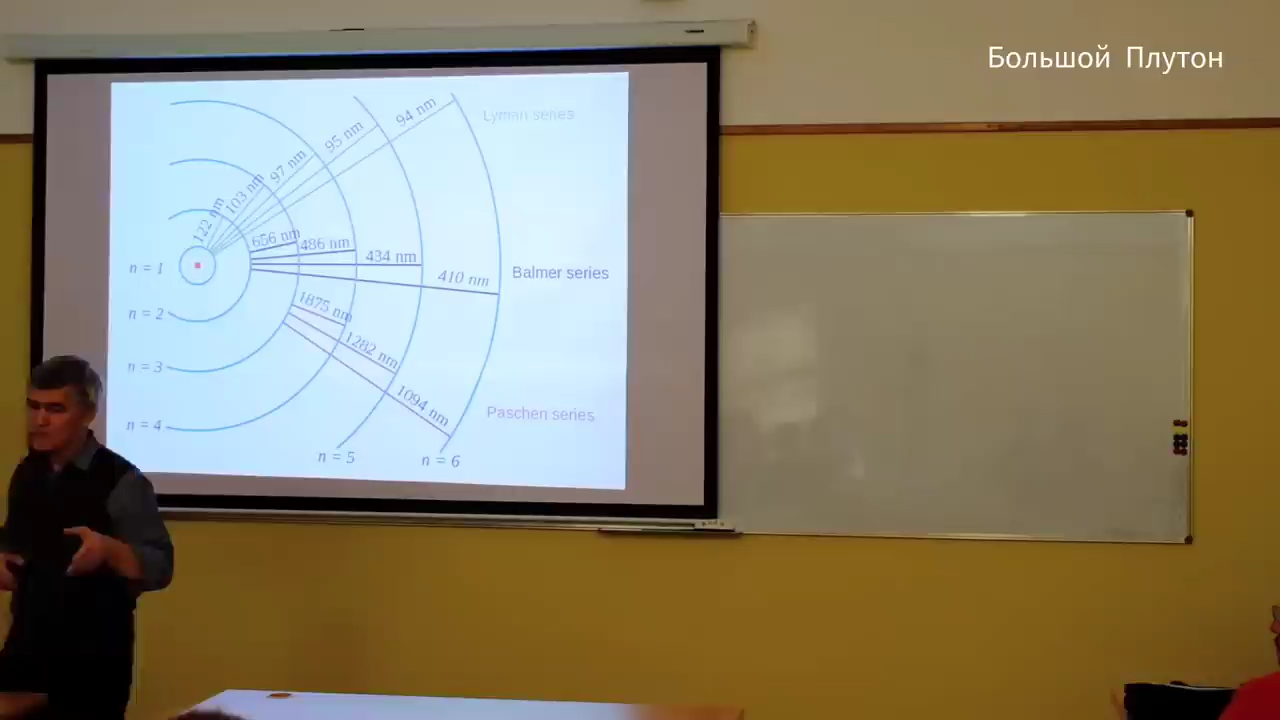 Большой Плутон
94 nm
Lyman series
95 nm
97 nm
103 nm
122 nm
656 nm
486 nm
434 nm
410 nm
Balmer series
n = 1
n = 2
1875 nm
1282 nm
n = 3
1094 nm
Paschen series
n = 4
n = 5
n = 6